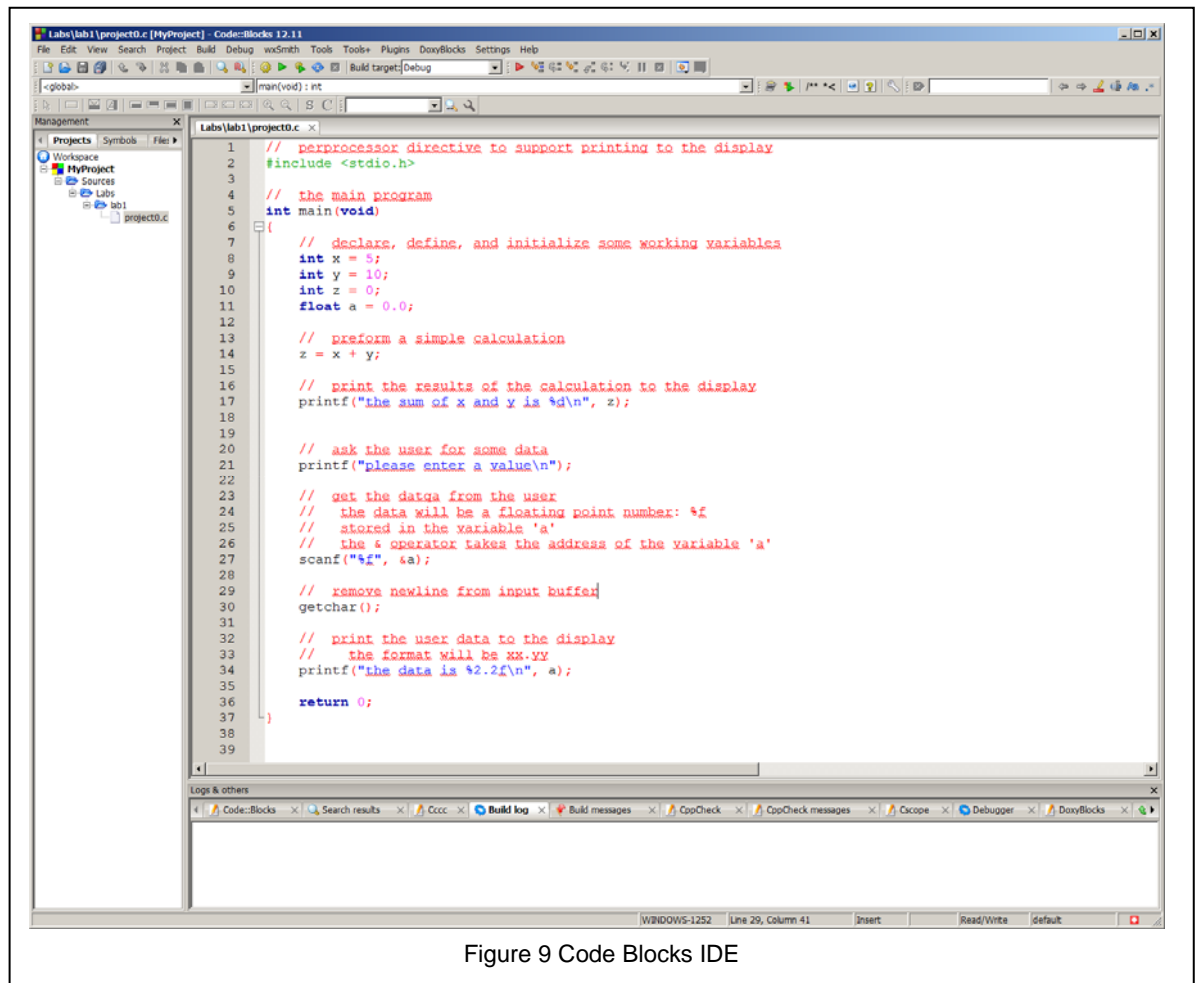 Labs\lab1\project0.c [MyProject] - Code::Blocks 12.11
File Edit View Search Project Build Debug wxSmith Tools Tools+ Plugins DoxyBlocks Settings Help
Build target: Debug
<global> main(void) : int /** *<
S C
Management
Projects Symbols Files
Workspace
MyProject
Sources
Labs
lab1
project0.c
Labs\lab1\project0.c
1 // perprocessor directive to support printing to the display
2 #include <stdio.h>
3
4 // the main program
5 int main(void)
6 {
7 // declare, define, and initialize some working variables
8 int x = 5;
9 int y = 10;
10 int z = 0;
11 float a = 0.0;
12
13 // preform a simple calculation
14 z = x + y;
15
16 // print the results of the calculation to the display
17 printf("the sum of x and y is %d\n", z);
18
19
20 // ask the user for some data
21 printf("please enter a value\n");
22
23 // get the datqa from the user
24 // the data will be a floating point number: %f
25 // stored in the variable 'a'
26 // the & operator takes the address of the variable 'a'
27 scanf("%f", &a);
28
29 // remove newline from input buffer
30 getchar();
31
32 // print the user data to the display
33 // the format will be xx.yy
34 printf("the data is %2.2f\n", a);
35
36 return 0;
37 }
38
39
Logs & others
Code::Blocks Search results Cccc Build log Build messages CppCheck CppCheck messages Cscope Debugger DoxyBlocks
WINDOWS-1252 Line 29, Column 41 Insert Read/Write default
Figure 9 Code Blocks IDE